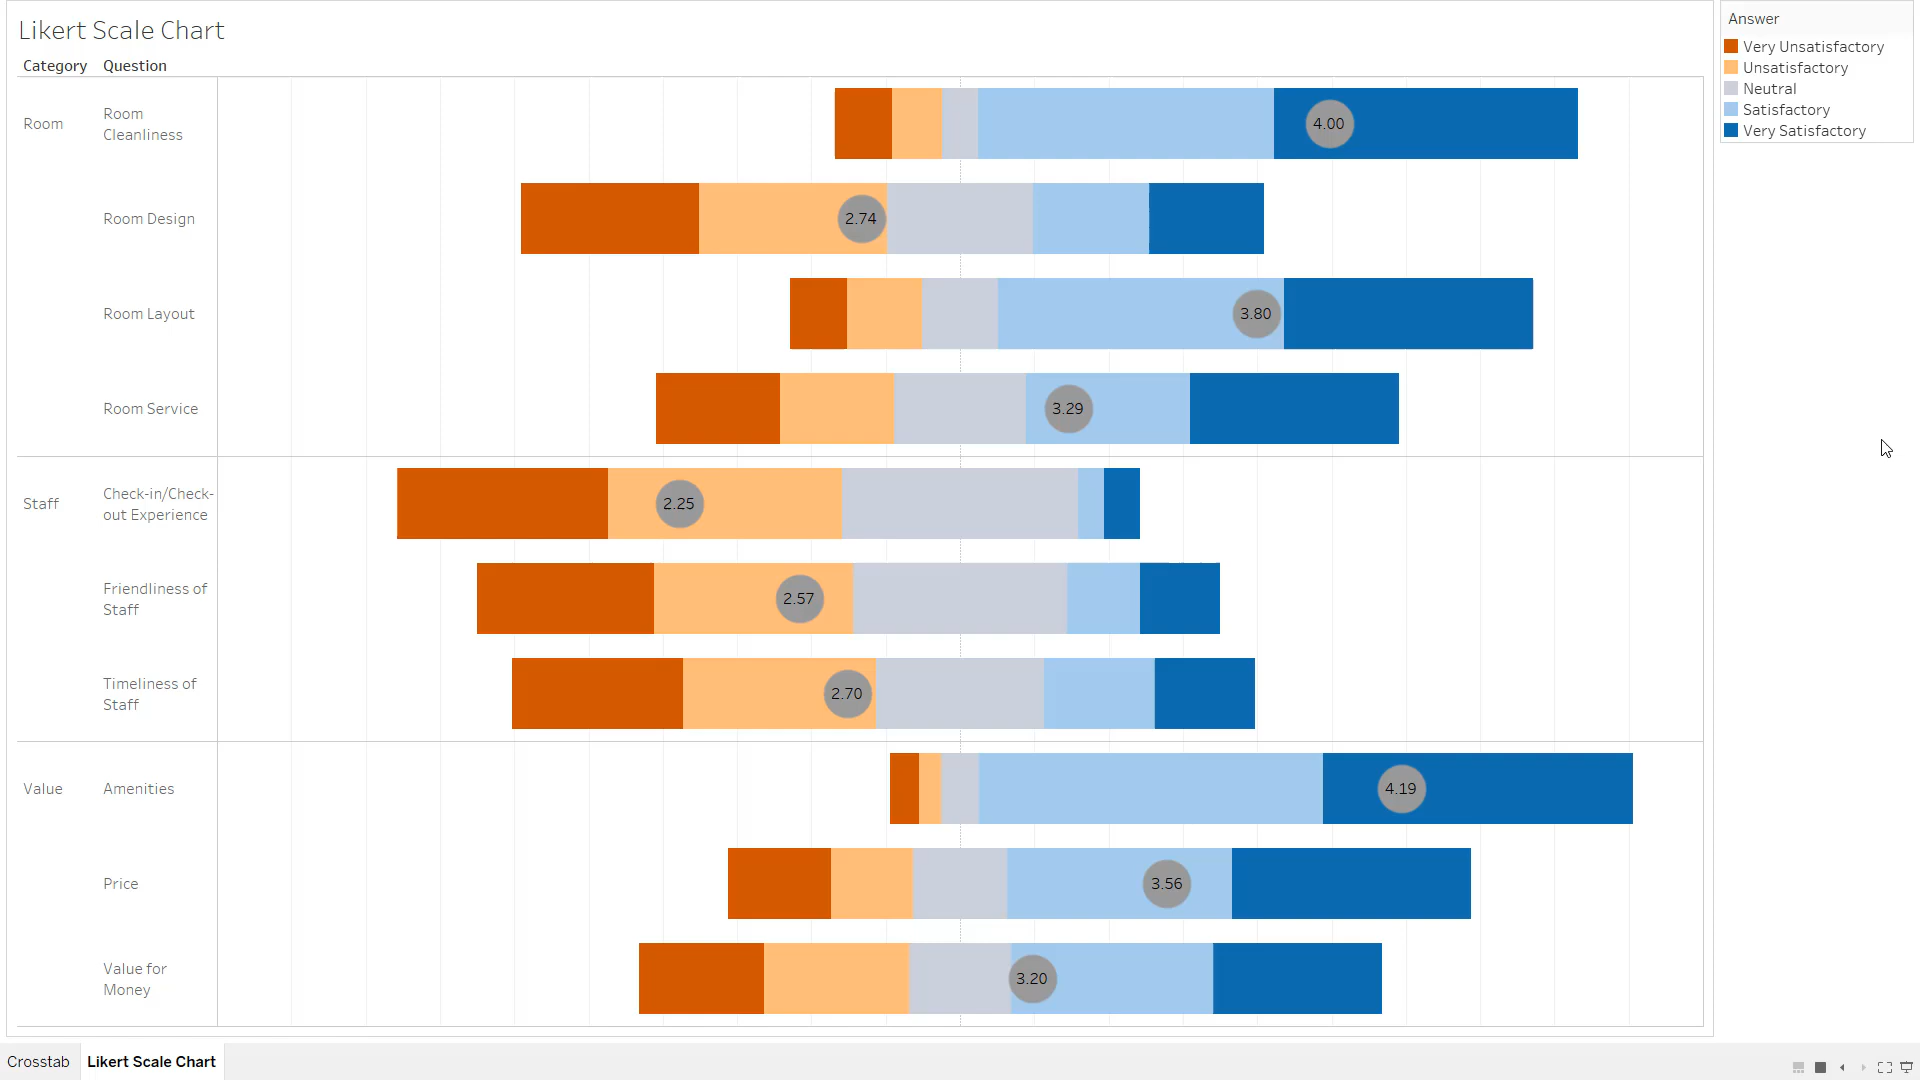 Likert Scale Chart
Category Question
Room
Room
Cleanliness
4.00
Room Design
2.74
Room Layout
3.80
Room Service
3.29
Staff
Check-in/Check-
out Experience
2.25
Friendliness of
Staff
2.57
Timeliness of
Staff
2.70
Value
Amenities
4.19
Price
3.56
Value for
Money
3.20
Answer
Very Unsatisfactory
Unsatisfactory
Neutral
Satisfactory
Very Satisfactory
Crosstab
Likert Scale Chart